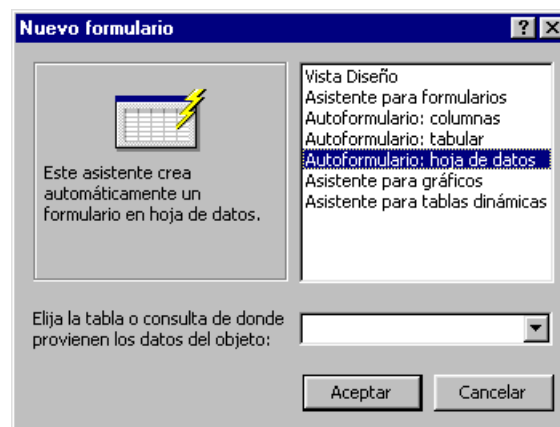 Nuevo formulario
Este asistente crea
automáticamente un
formulario en hoja de datos.
Vista Diseño
Asistente para formularios
Autoformulario: columnas
Autoformulario: tabular
Autoformulario: hoja de datos
Asistente para gráficos
Asistente para tablas dinámicas
Elija la tabla o consulta de donde
provienen los datos del objeto:
Aceptar
Cancelar